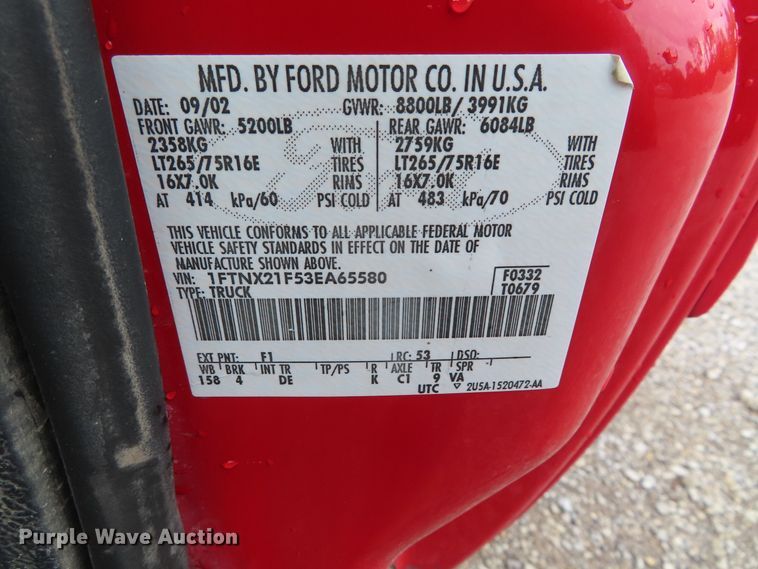 MFD. BY FORD MOTOR CO. IN U.S.A.
DATE: 09/02 GVWR: 8800LB/ 3991KG
FRONT GAWR: 5200LB REAR GAWR: 6084LB
2358KG WITH 2759KG WITH
LT265/75R16E TIRES LT265/75R16E TIRES
16X7.0K RIMS 16X7.0K RIMS
AT 414 kPa/60 PSI COLD AT 483 kPa/70 PSI COLD
THIS VEHICLE CONFORMS TO ALL APPLICABLE FEDERAL MOTOR
VEHICLE SAFETY STANDARDS IN EFFECT ON THE DATE OF
MANUFACTURE SHOWN ABOVE.
VIN: 1FTNX21F53EA65580 F0332
TYPE: TRUCK T0679
EXT PNT: F1 RC: 53 DSO:
WB BRK INT TR TP/PS R AXLE TR SPR
158 4 DE K C1 9 VA
UTC ▽ 2U5A-1520472-AA
Purple Wave Auction